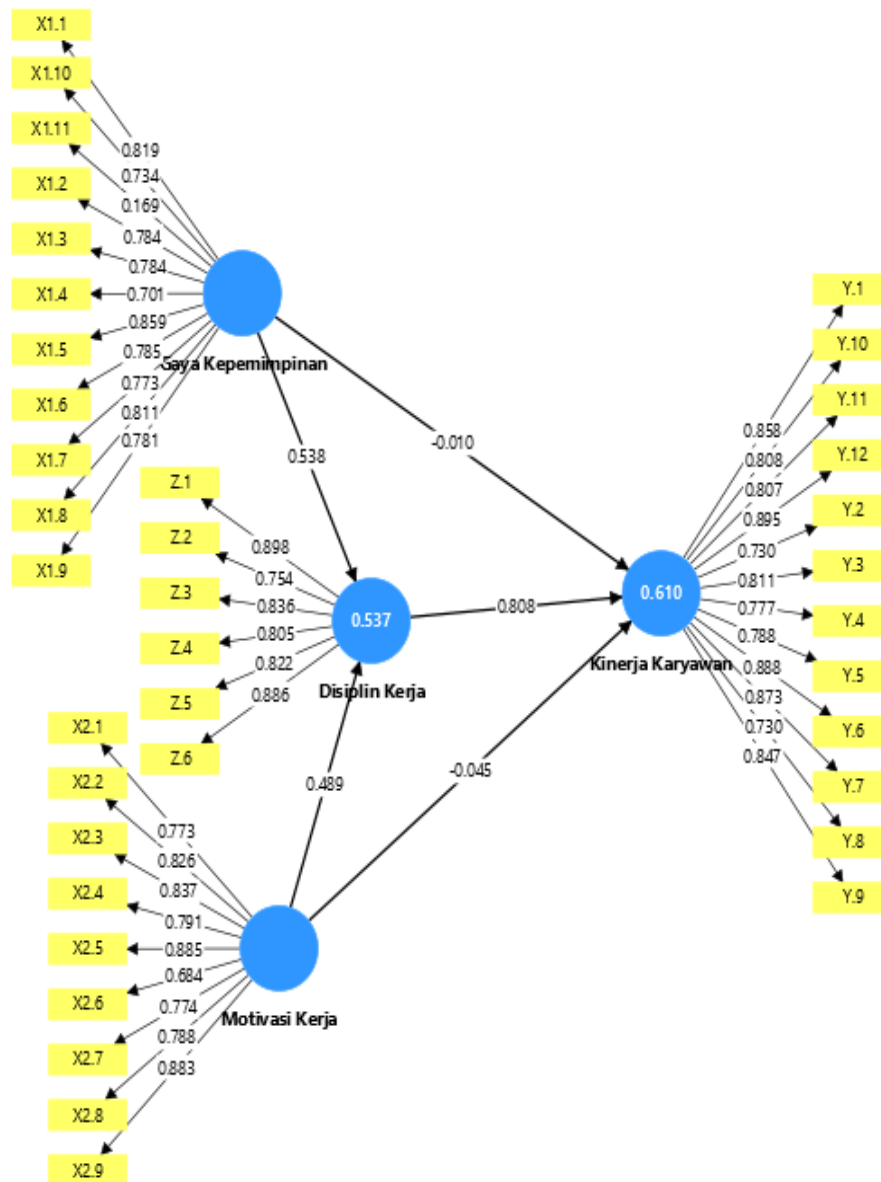 X1.1
X1.10
X1.11
X1.2
X1.3
X1.4
X1.5
X1.6
X1.7
X1.8
X1.9
0.819
0.734
0.169
0.784
0.784
0.701
0.859
0.785
0.773
0.811
0.781
Gaya Kepemimpinan
0.538
-0.010
Z.1
Z.2
Z.3
Z.4
Z.5
Z.6
0.898
0.754
0.836
0.805
0.822
0.886
0.537
Disiplin Kerja
0.808
0.610
Kinerja Karyawan
Y.1
Y.10
Y.11
Y.12
Y.2
Y.3
Y.4
Y.5
Y.6
Y.7
Y.8
Y.9
0.858
0.808
0.807
0.895
0.730
0.811
0.777
0.788
0.888
0.873
0.730
0.847
0.489
-0.045
X2.1
X2.2
X2.3
X2.4
X2.5
X2.6
X2.7
X2.8
X2.9
0.773
0.826
0.837
0.791
0.885
0.684
0.774
0.788
0.883
Motivasi Kerja